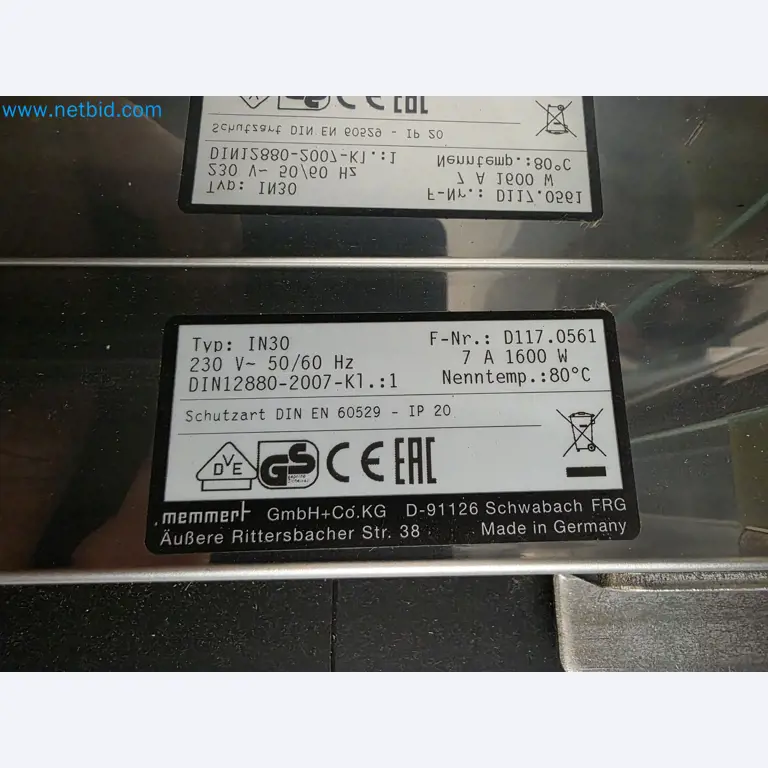 www.netbid.com
Schutzart DIN EN 60529 - IP 20
DIN12880-2007-Kl.:1 Nenntemp.:80°C
230 V~ 50/60 Hz 7 A 1600 W
Typ: IN30 F-Nr.: D117.0561
Typ: IN30 F-Nr.: D117.0561
230 V~ 50/60 Hz 7 A 1600 W
DIN12880-2007-Kl.:1 Nenntemp.:80°C
Schutzart DIN EN 60529 - IP 20
DVE GS CE EAC
memmert GmbH+Co.KG D-91126 Schwabach FRG
Äußere Rittersbacher Str. 38 Made in Germany